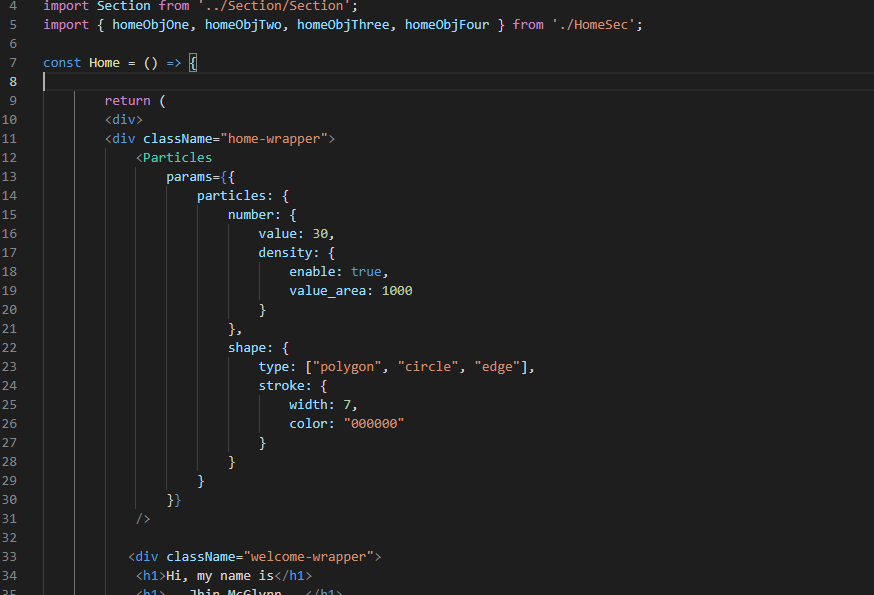 4 import Section from '../Section/Section';
5 import { homeObjOne, homeObjTwo, homeObjThree, homeObjFour } from './HomeSec';
6
7 const Home = () => {
8
9 return (
10 <div>
11 <div className="home-wrapper">
12 <Particles
13 params={{
14 particles: {
15 number: {
16 value: 30,
17 density: {
18 enable: true,
19 value_area: 1000
20 }
21 },
22 shape: {
23 type: ["polygon", "circle", "edge"],
24 stroke: {
25 width: 7,
26 color: "000000"
27 }
28 }
29 }
30 }}
31 />
32
33 <div className="welcome-wrapper">
34 <h1>Hi, my name is</h1>
35 <h1> Jhin McGlynn </h1>